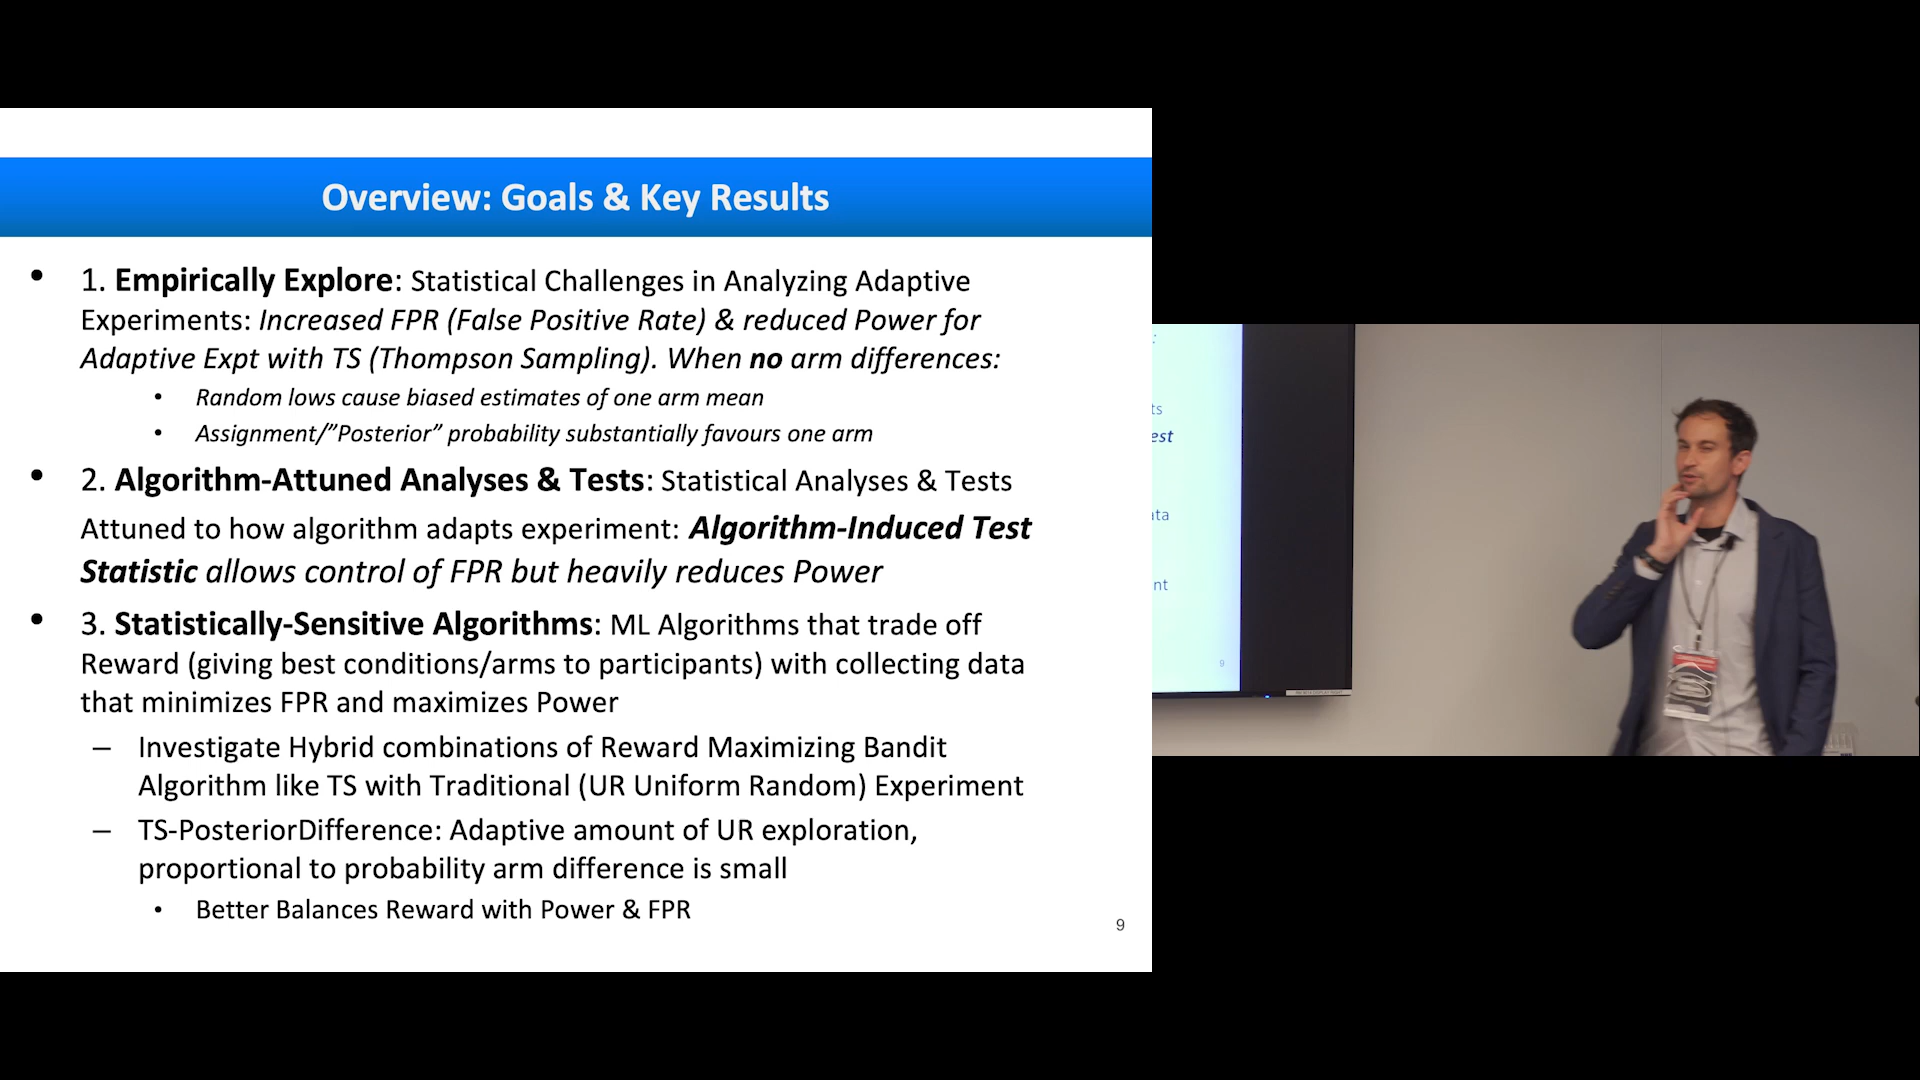 Overview: Goals & Key Results
• 1. Empirically Explore: Statistical Challenges in Analyzing Adaptive
Experiments: Increased FPR (False Positive Rate) & reduced Power for
Adaptive Expt with TS (Thompson Sampling). When no arm differences:
• Random lows cause biased estimates of one arm mean
• Assignment/”Posterior” probability substantially favours one arm
• 2. Algorithm-Attuned Analyses & Tests: Statistical Analyses & Tests
Attuned to how algorithm adapts experiment: Algorithm-Induced Test
Statistic allows control of FPR but heavily reduces Power
• 3. Statistically-Sensitive Algorithms: ML Algorithms that trade off
Reward (giving best conditions/arms to participants) with collecting data
that minimizes FPR and maximizes Power
– Investigate Hybrid combinations of Reward Maximizing Bandit
Algorithm like TS with Traditional (UR Uniform Random) Experiment
– TS-PosteriorDifference: Adaptive amount of UR exploration,
proportional to probability arm difference is small
• Better Balances Reward with Power & FPR
9
ts
est
ata
nt
9